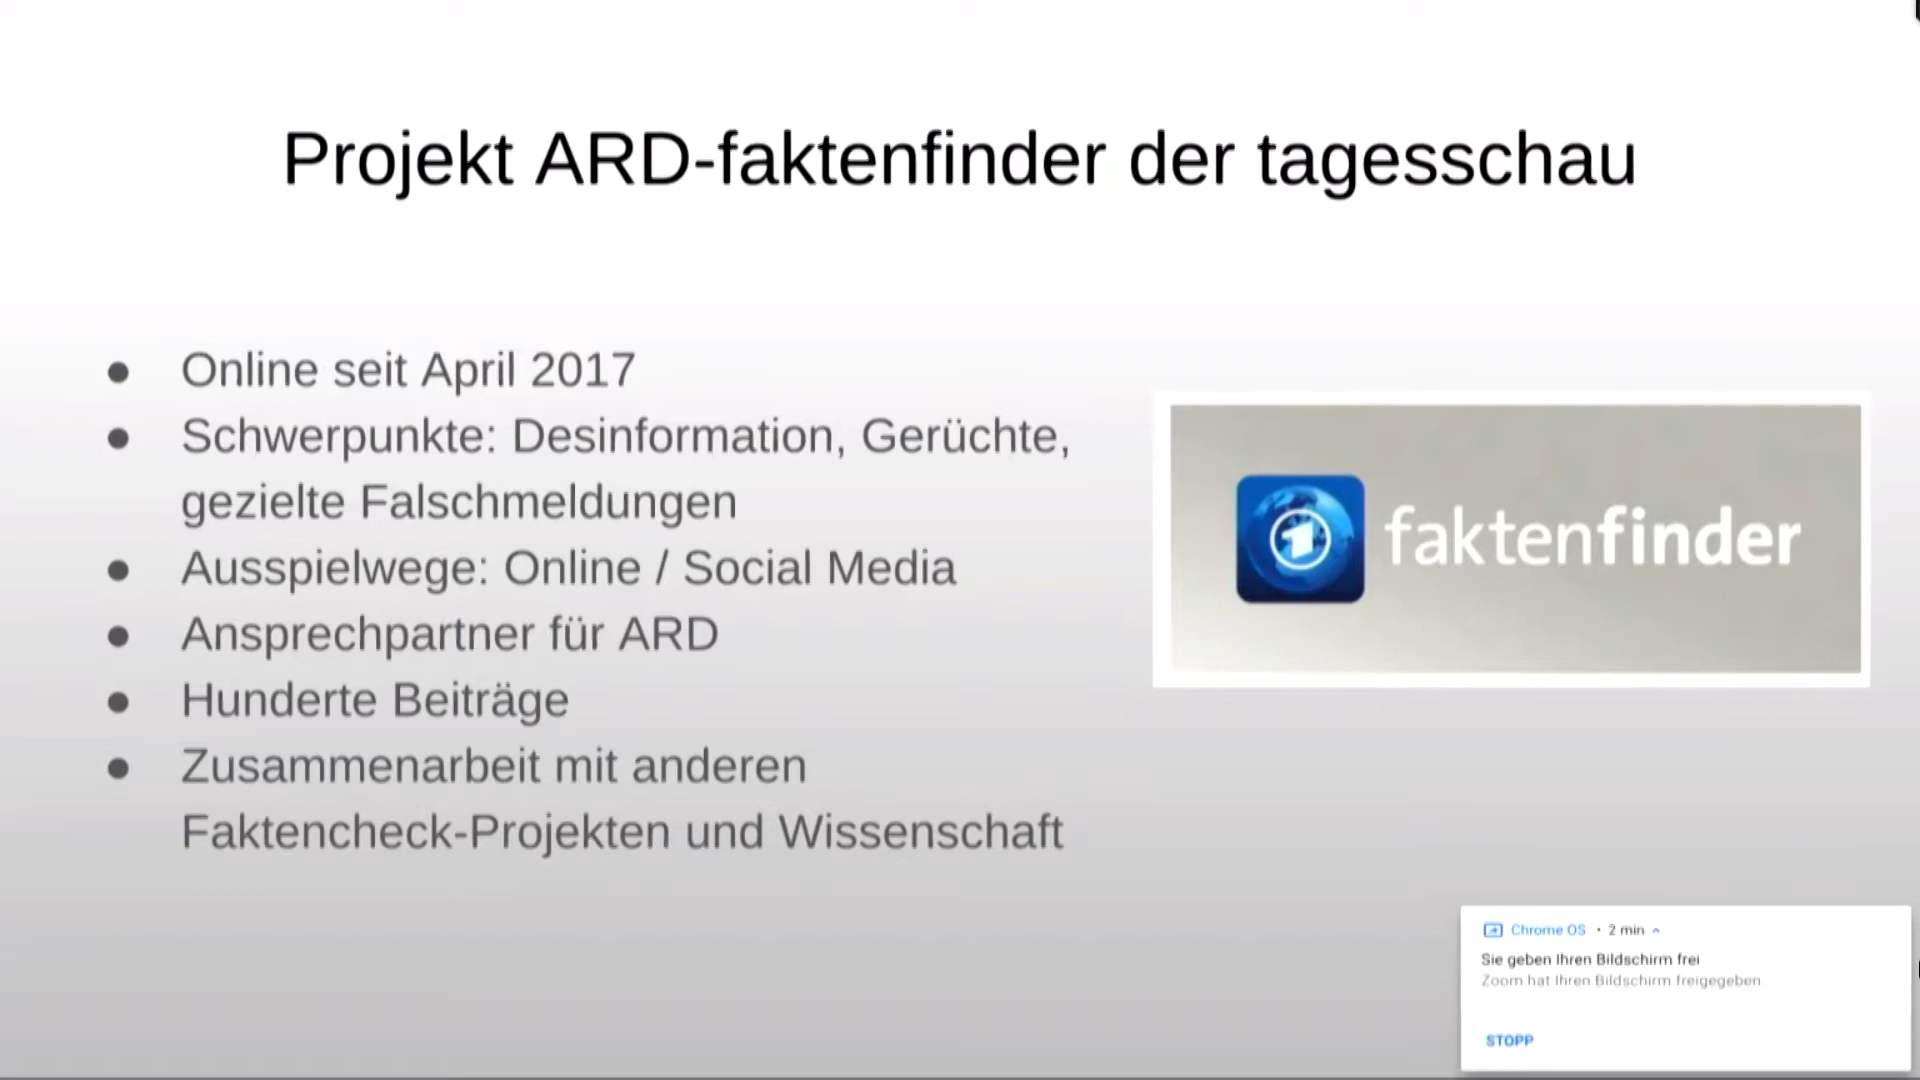 Projekt ARD-faktenfinder der tagesschau
● Online seit April 2017
● Schwerpunkte: Desinformation, Gerüchte,
gezielte Falschmeldungen
● Ausspielwege: Online / Social Media
● Ansprechpartner für ARD
● Hunderte Beiträge
● Zusammenarbeit mit anderen
Faktencheck-Projekten und Wissenschaft
1 faktenfinder
Chrome OS · 2 min
Sie geben Ihren Bildschirm frei
Zoom hat Ihren Bildschirm freigegeben
STOPP